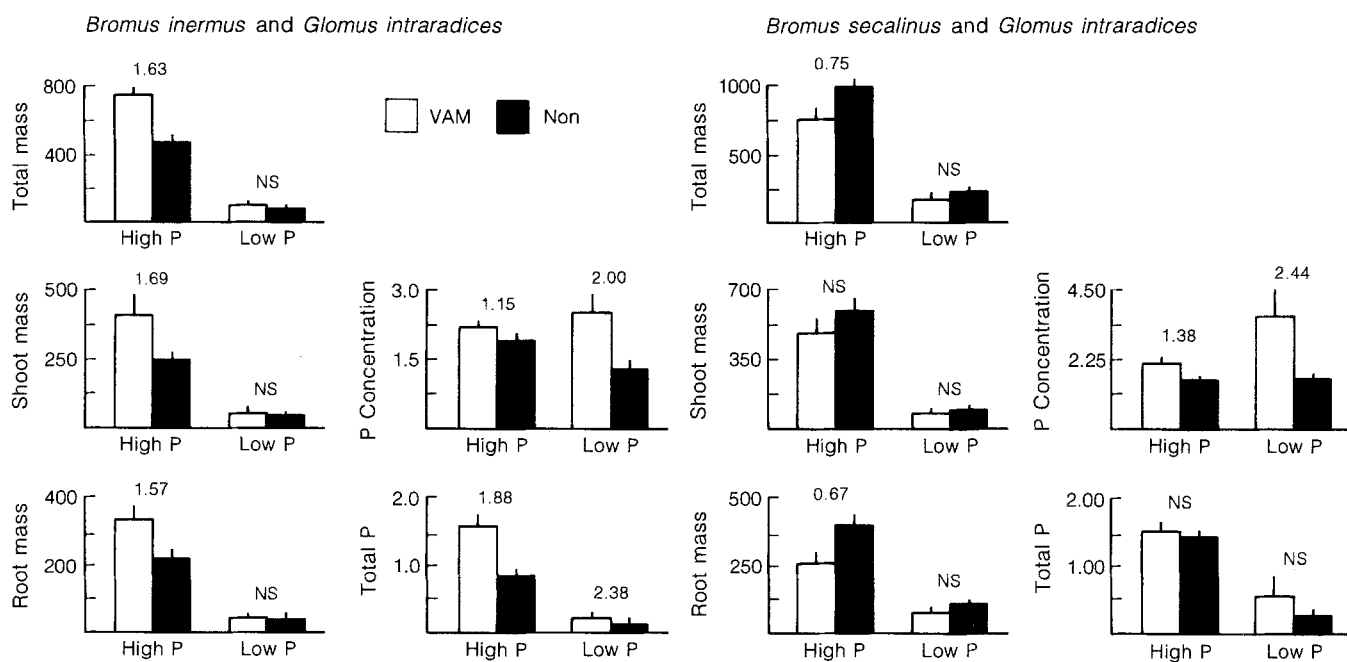 Bromus inermus and Glomus intraradices
Total mass
800
400
1.63
NS
High P
Low P
VAM
Non
Shoot mass
500
250
1.69
NS
High P
Low P
P Concentration
3.0
1.5
1.15
2.00
High P
Low P
Root mass
400
200
1.57
NS
High P
Low P
Total P
2.0
1.0
1.88
2.38
High P
Low P
Bromus secalinus and Glomus intraradices
Total mass
1000
500
0.75
NS
High P
Low P
Shoot mass
700
350
NS
NS
High P
Low P
P Concentration
4.50
2.25
1.38
2.44
High P
Low P
Root mass
500
250
0.67
NS
High P
Low P
Total P
2.00
1.00
NS
NS
High P
Low P